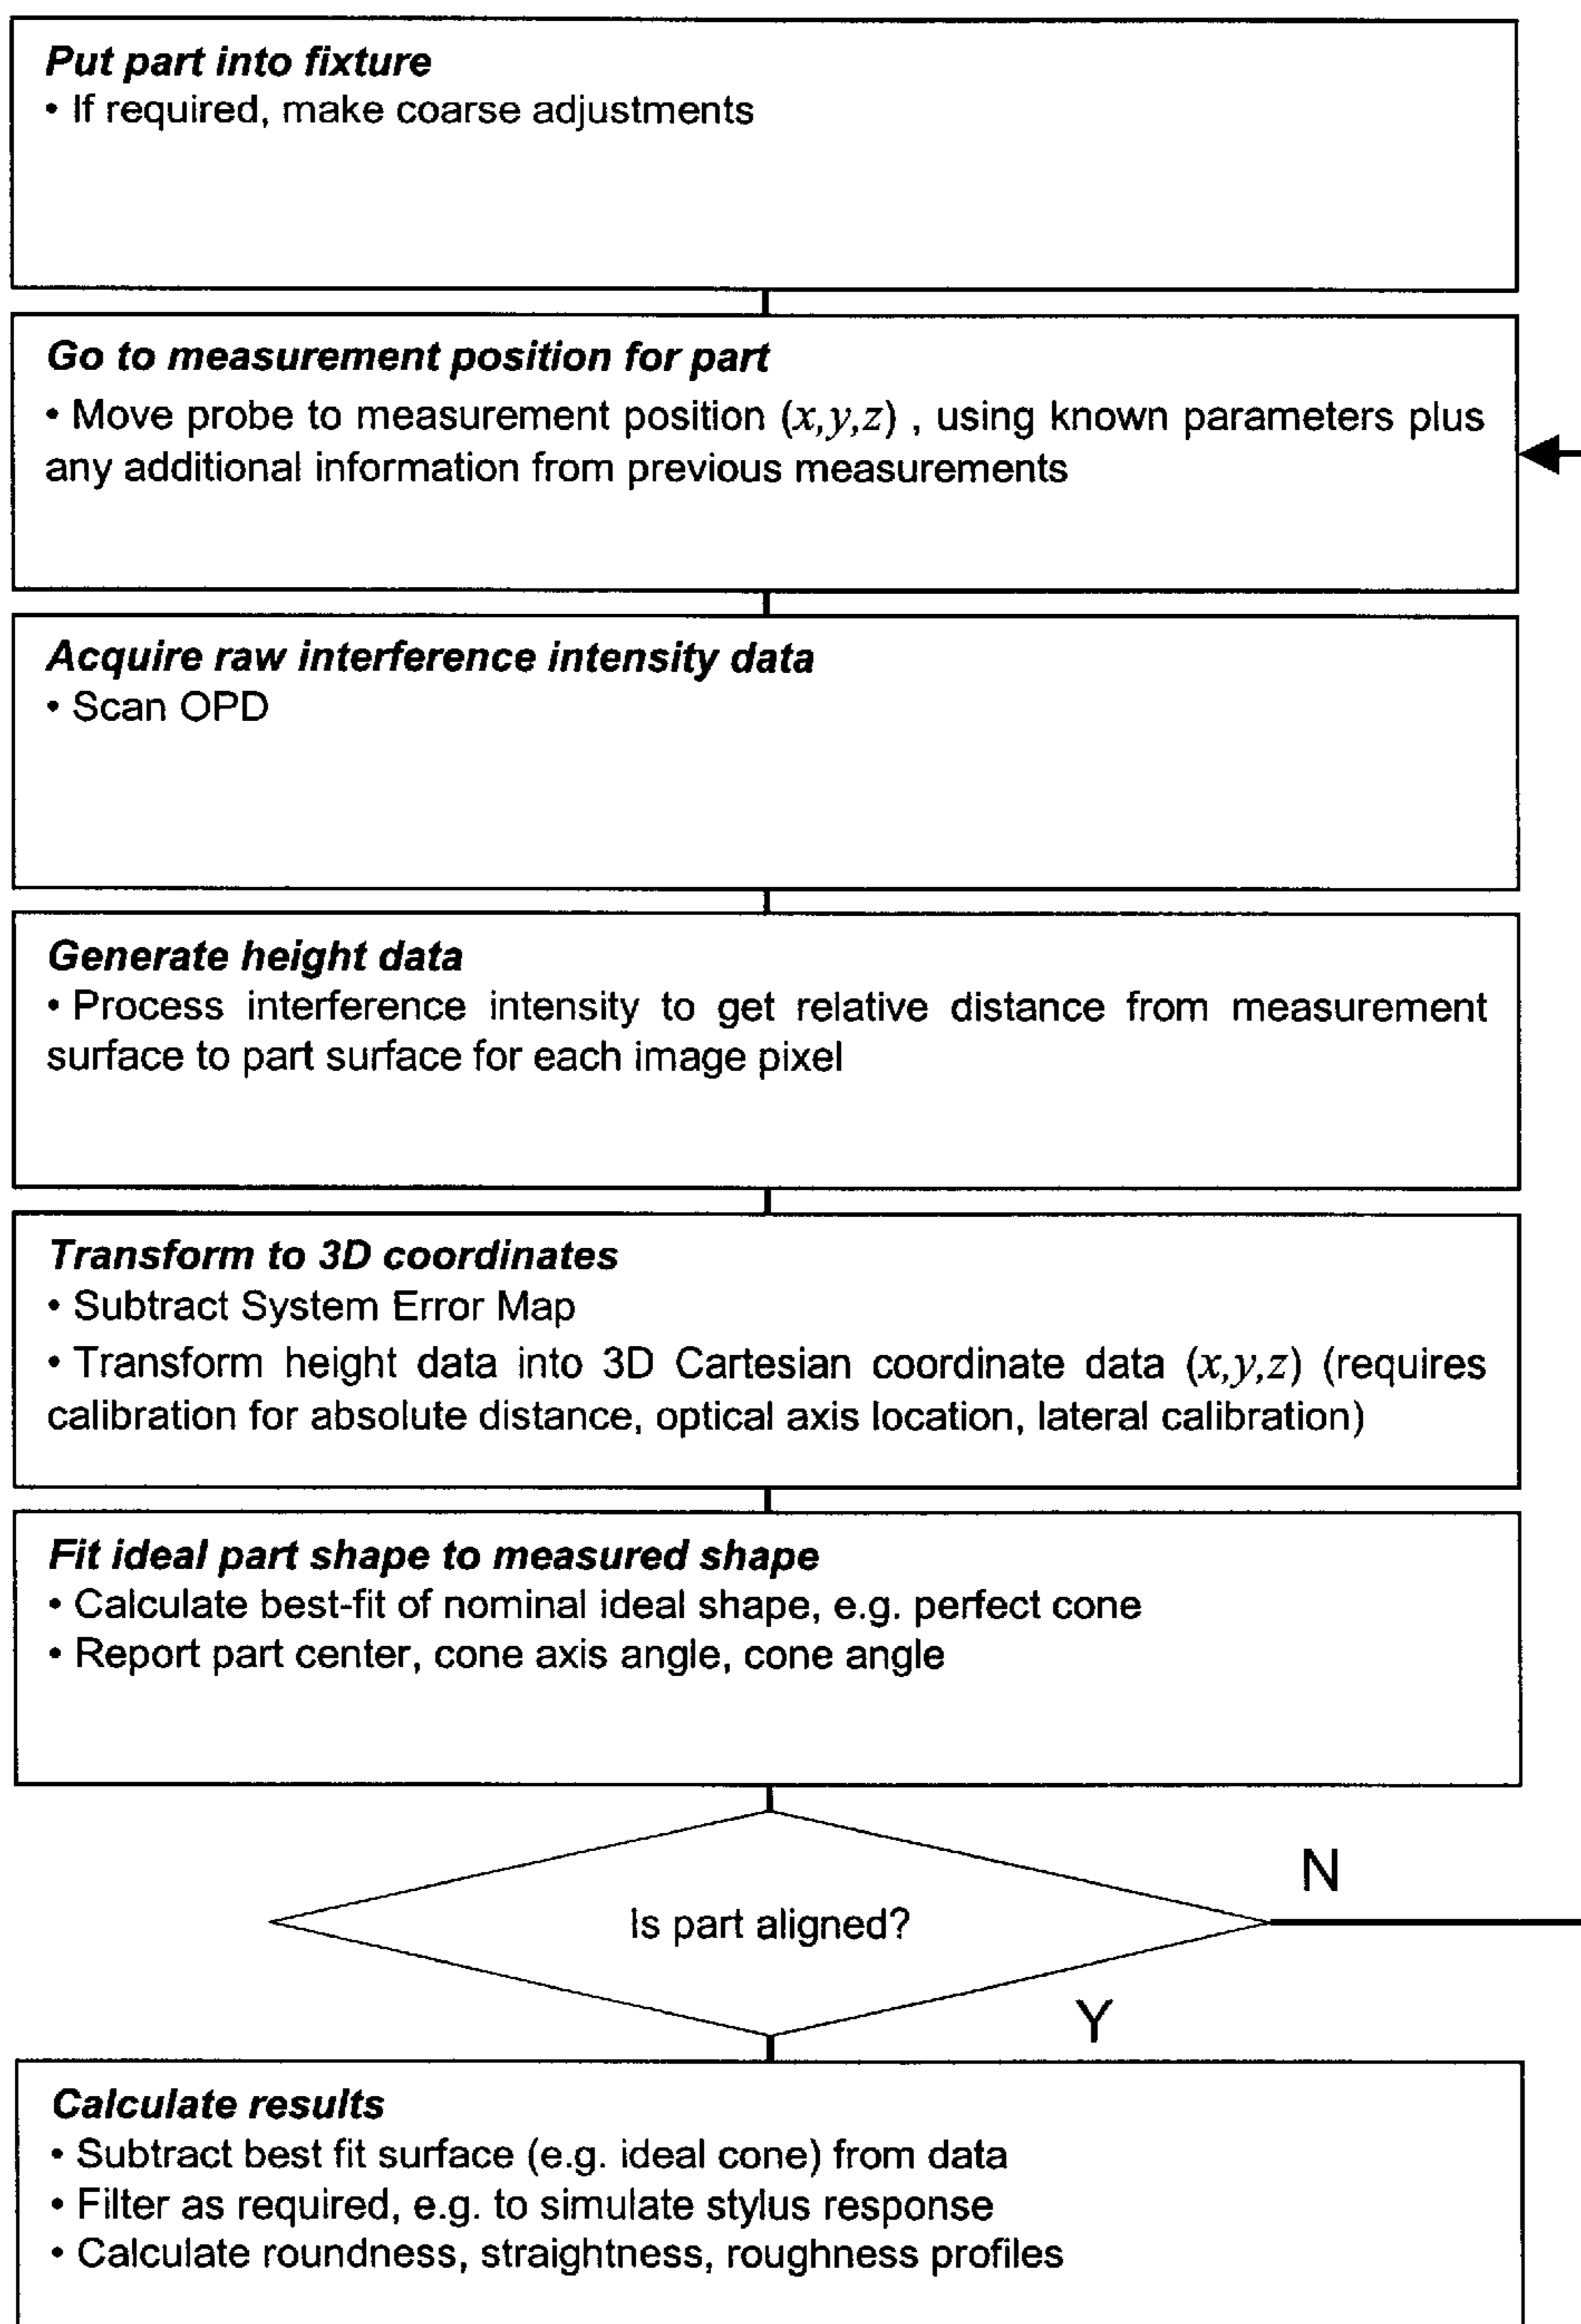 Put part into fixture
• If required, make coarse adjustments
Go to measurement position for part
• Move probe to measurement position (x,y,z) , using known parameters plus
any additional information from previous measurements
Acquire raw interference intensity data
• Scan OPD
Generate height data
• Process interference intensity to get relative distance from measurement
surface to part surface for each image pixel
Transform to 3D coordinates
• Subtract System Error Map
• Transform height data into 3D Cartesian coordinate data (x,y,z) (requires
calibration for absolute distance, optical axis location, lateral calibration)
Fit ideal part shape to measured shape
• Calculate best-fit of nominal ideal shape, e.g. perfect cone
• Report part center, cone axis angle, cone angle
N
Is part aligned?
Y
Calculate results
• Subtract best fit surface (e.g. ideal cone) from data
• Filter as required, e.g. to simulate stylus response
• Calculate roundness, straightness, roughness profiles